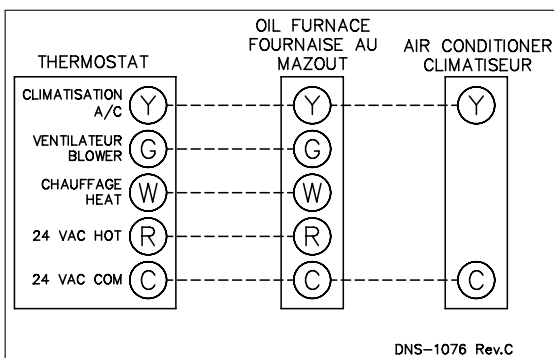 THERMOSTAT
OIL FURNACE
FOURNAISE AU
MAZOUT
AIR CONDITIONER
CLIMATISEUR
CLIMATISATION
A/C
Y
Y
Y
VENTILATEUR
BLOWER
G
G
CHAUFFAGE
HEAT
W
W
24 VAC HOT
R
R
24 VAC COM
C
C
C
DNS-1076 Rev.C